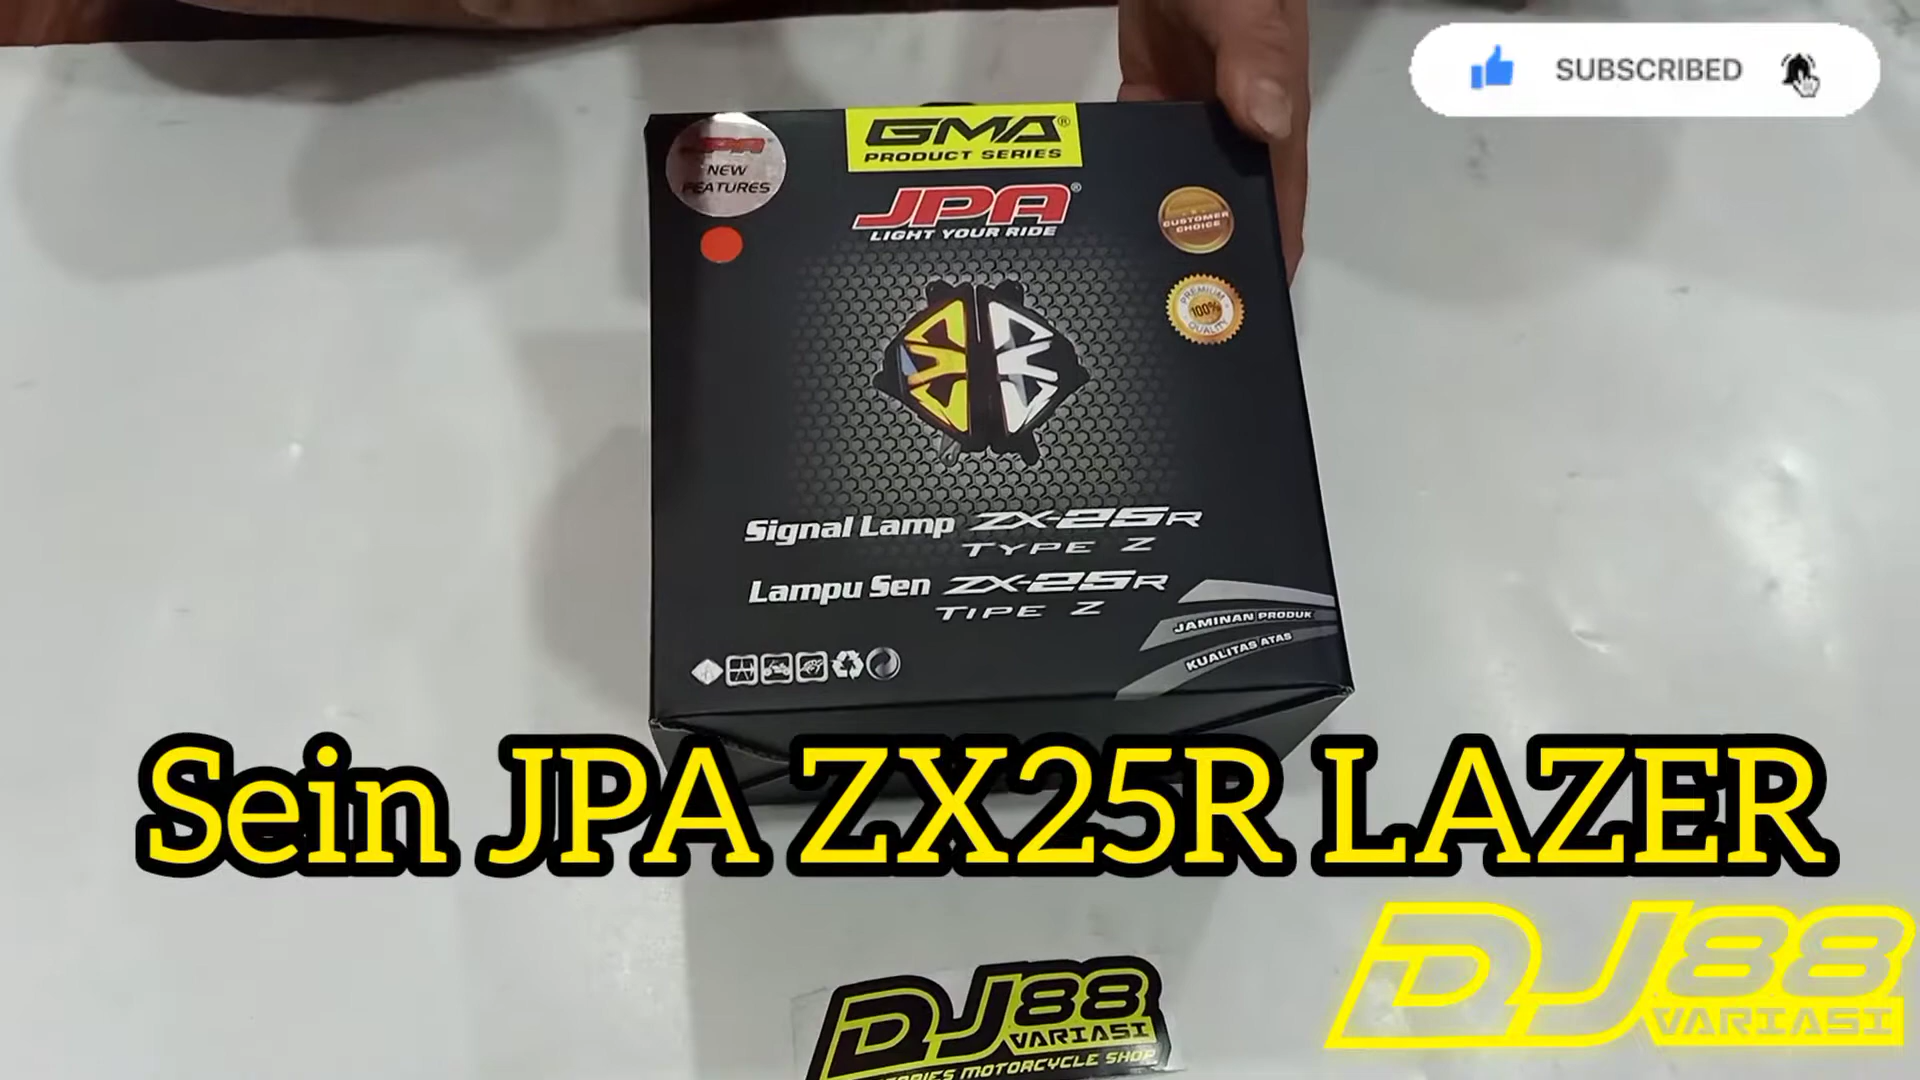 SUBSCRIBED
GMA®
PRODUCT SERIES
JPA
NEW
FEATURES
JPA®
LIGHT YOUR RIDE
CUSTOMER
CHOICE
PREMIUM
100%
QUALITY
Signal Lamp ZX-25R
TYPE Z
Lampu Sen ZX-25R
TIPE Z
JAMINAN PRODUK
KUALITAS ATAS
Sein JPA ZX25R LAZER
DJ88
VARIASI
DJ88
VARIASI
MOTORCYCLE SHOP